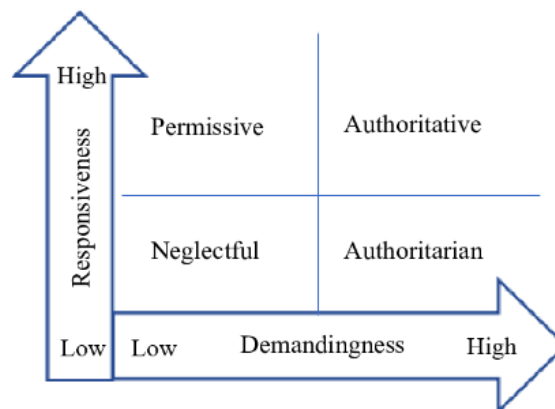 High
Responsiveness
Low
Permissive
Authoritative
Neglectful
Authoritarian
Low
Demandingness
High